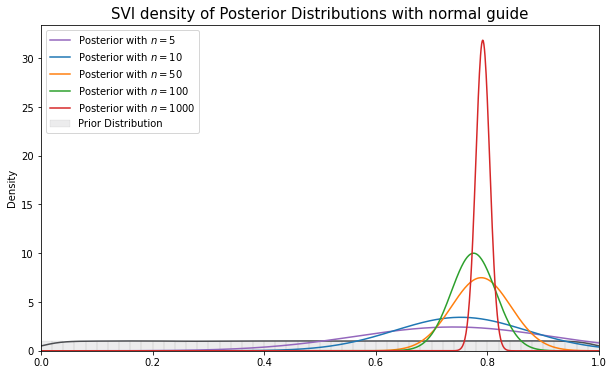 SVI density of Posterior Distributions with normal guide
Posterior with n = 5
Posterior with n = 10
Posterior with n = 50
Posterior with n = 100
Posterior with n = 1000
Prior Distribution
Density
30
25
20
15
10
5
0
0.0 0.2 0.4 0.6 0.8 1.0